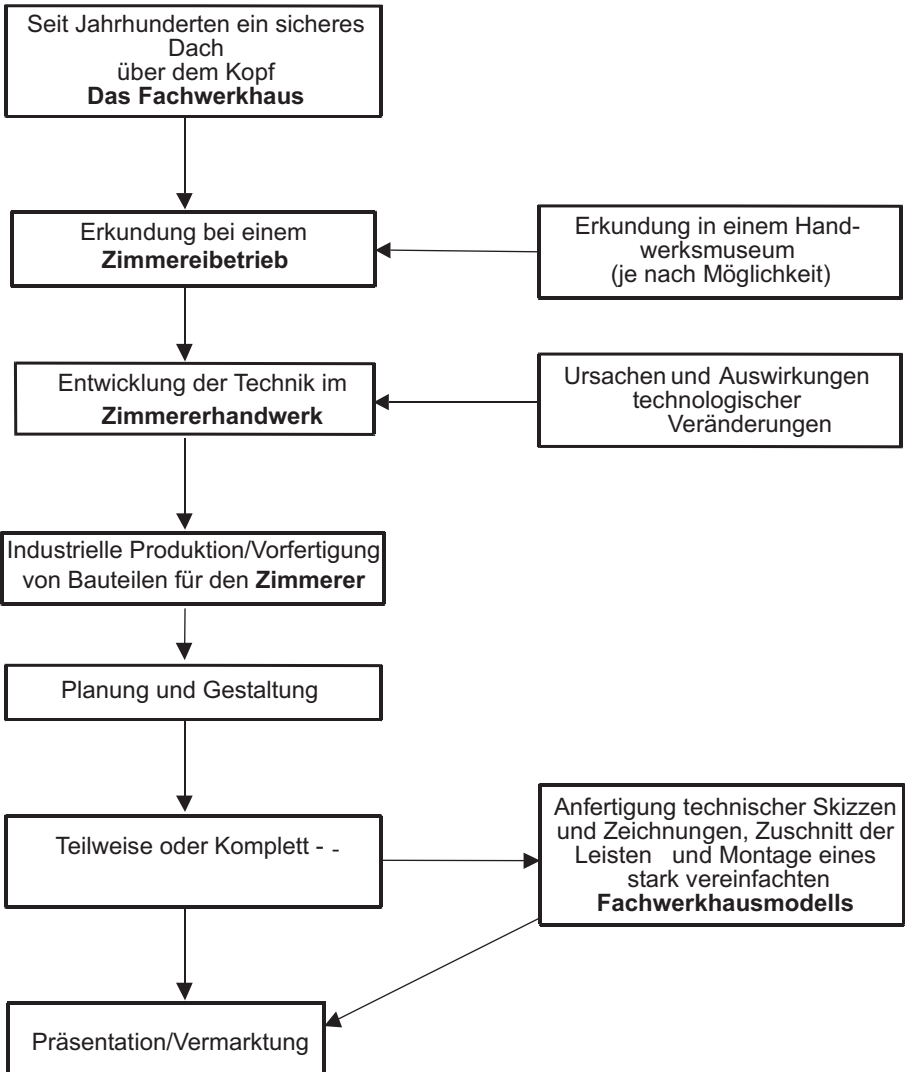 Seit Jahrhunderten ein sicheres
Dach
über dem Kopf
Das Fachwerkhaus
Erkundung bei einem
Zimmereibetrieb
Erkundung in einem Hand-
werksmuseum
(je nach Möglichkeit)
Entwicklung der Technik im
Zimmererhandwerk
Ursachen und Auswirkungen
technologischer
Veränderungen
Industrielle Produktion/Vorfertigung
von Bauteilen für den Zimmerer
Planung und Gestaltung
Teilweise oder Komplett - -
Anfertigung technischer Skizzen
und Zeichnungen, Zuschnitt der
Leisten und Montage eines
stark vereinfachten
Fachwerkhausmodells
Präsentation/Vermarktung